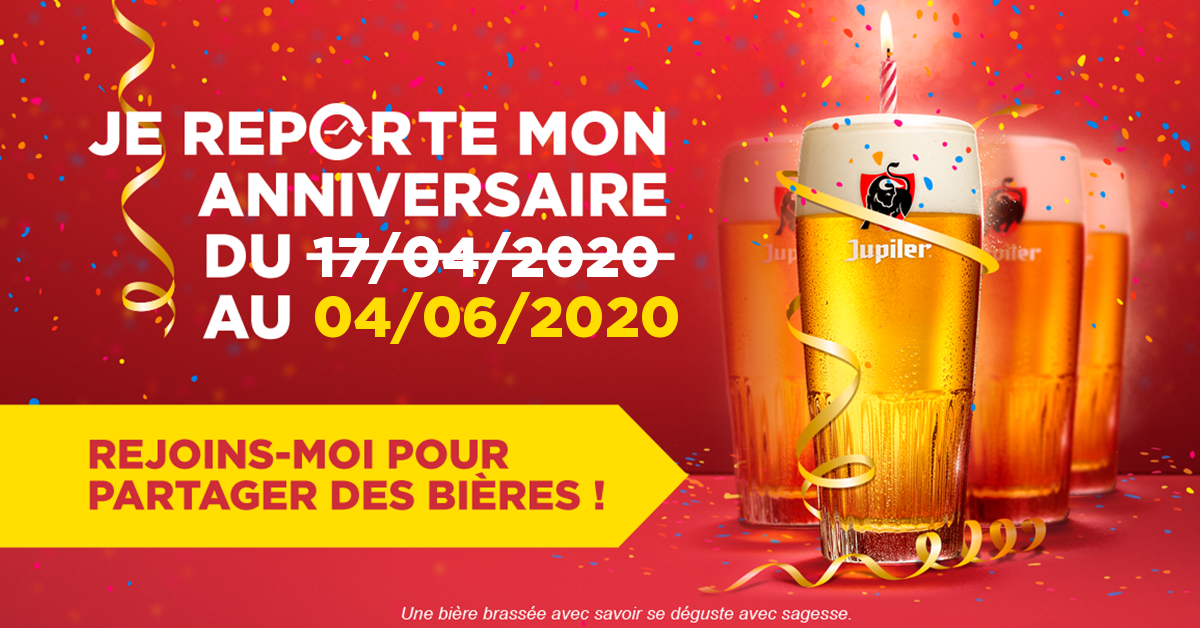 JE REPORTE MON
ANNIVERSAIRE
DU 17/04/2020
AU 04/06/2020
REJOINS-MOI POUR
PARTAGER DES BIÈRES !
Jupiler
Jupiler
Une bière brassée avec savoir se déguste avec sagesse.